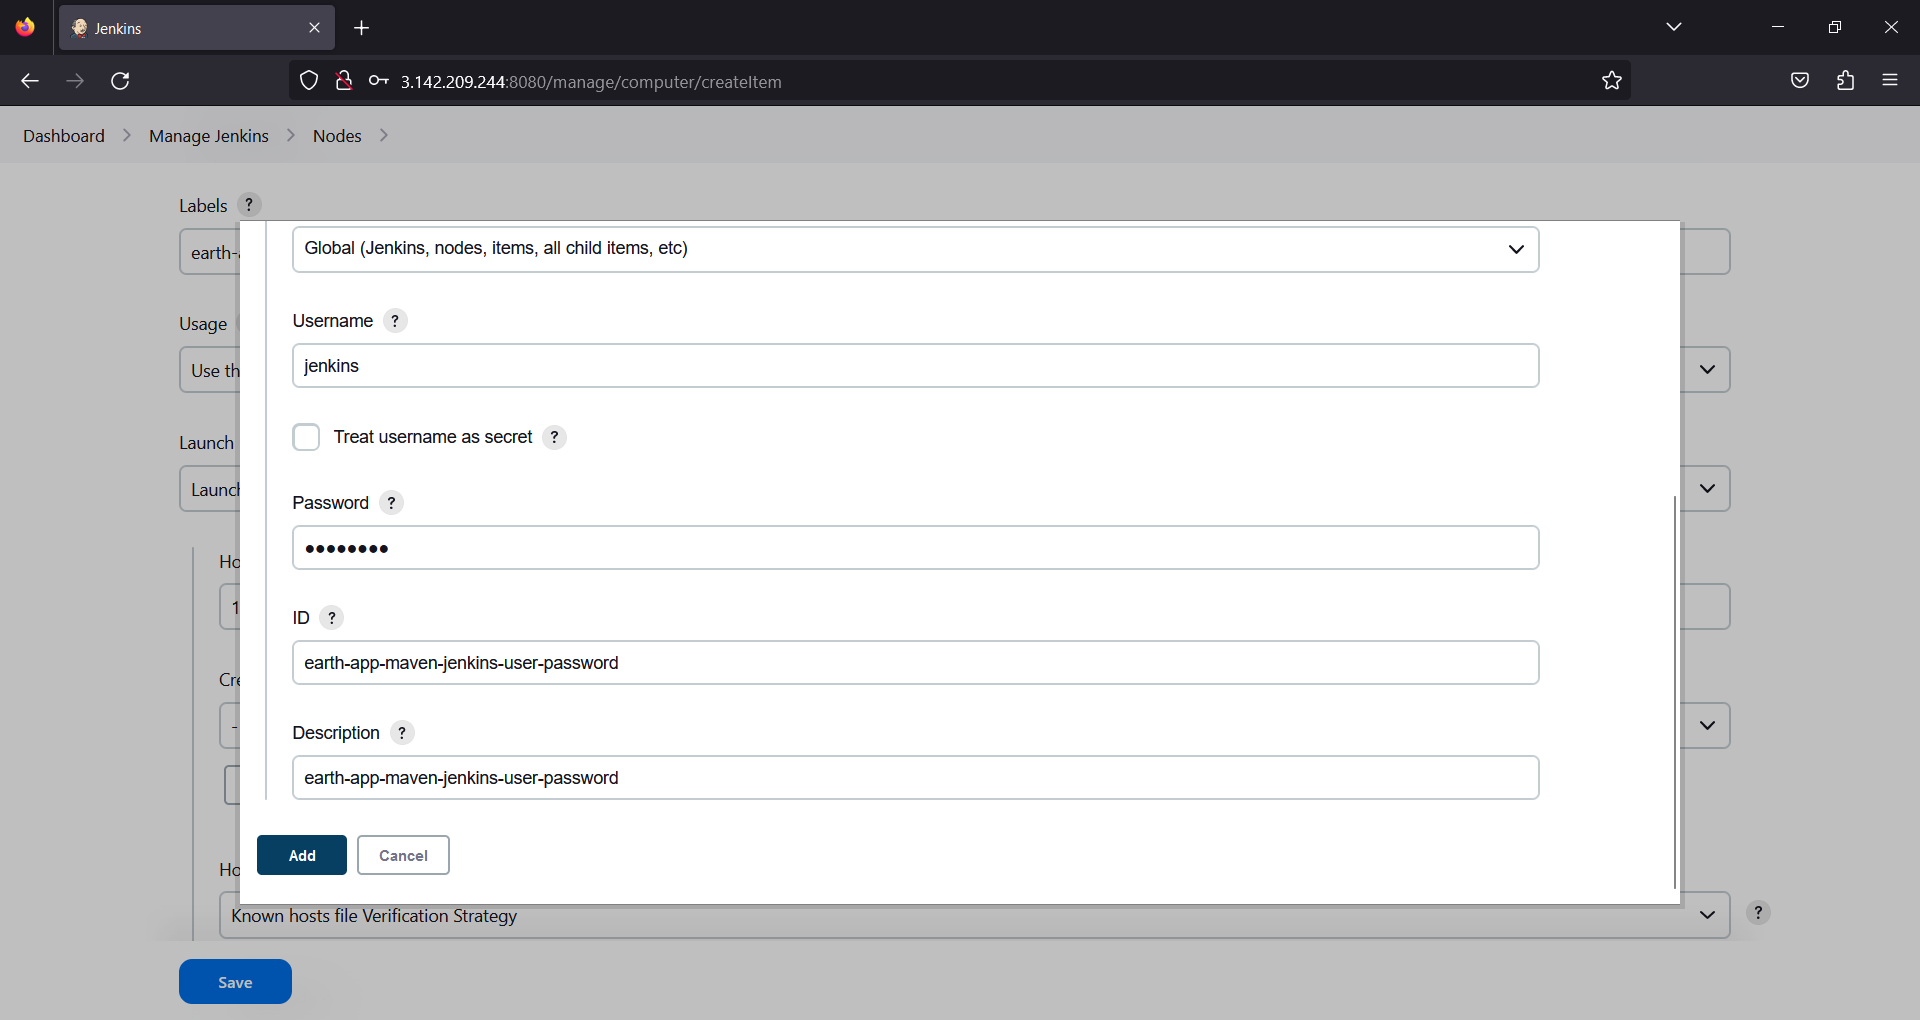 Jenkins
3.142.209.244:8080/manage/computer/createItem
Dashboard
Manage Jenkins
Nodes
Labels ?
earth-
Global (Jenkins, nodes, items, all child items, etc)
Usage
Username ?
Use th
jenkins
Launch
Treat username as secret ?
Launch
Password ?
••••••••
Ho
1
ID ?
earth-app-maven-jenkins-user-password
Cre
-
Description ?
earth-app-maven-jenkins-user-password
Add
Cancel
Ho
Known hosts file Verification Strategy
?
Save